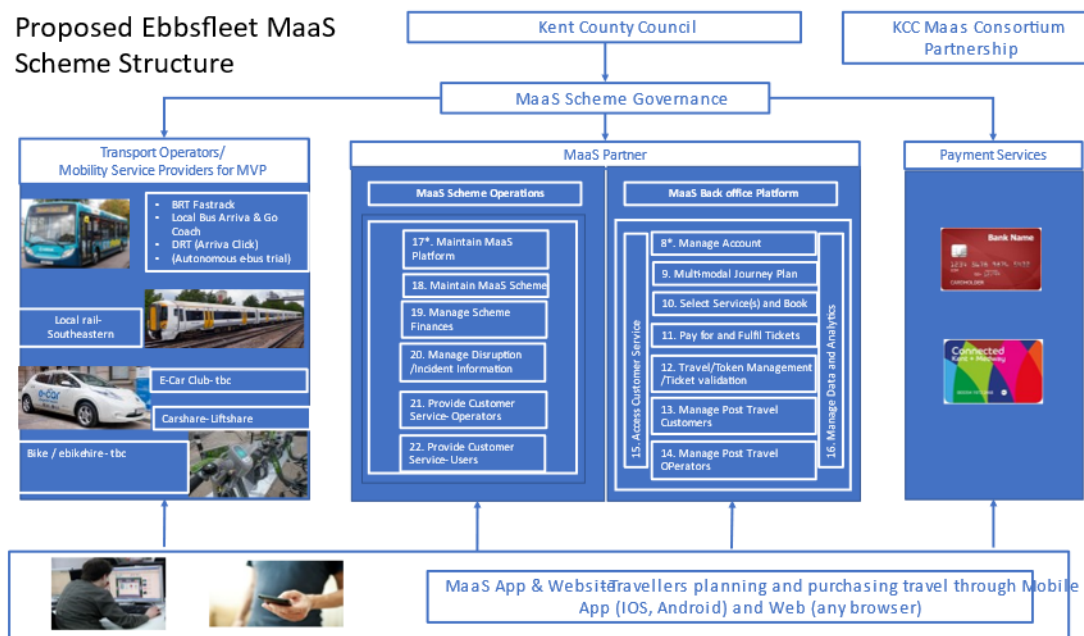 Proposed Ebbsfleet MaaS
Scheme Structure
Kent County Council
KCC Maas Consortium
Partnership
MaaS Scheme Governance
Transport Operators/
Mobility Service Providers for MVP
• BRT Fastrack
• Local Bus Arriva & Go
Coach
• DRT (Arriva Click)
• (Autonomous ebus trial)
Local rail-
Southeastern
E-Car Club- tbc
e-car
Carshare- Liftshare
Bike / ebikehire- tbc
MaaS Partner
MaaS Scheme Operations
17*. Maintain MaaS
Platform
18. Maintain MaaS Scheme
19. Manage Scheme
Finances
20. Manage Disruption
/Incident Information
21. Provide Customer
Service- Operators
22. Provide Customer
Service- Users
MaaS Back office Platform
15. Access Customer Service
8*. Manage Account
9. Multimodal Journey Plan
10. Select Service(s) and Book
11. Pay for and Fulfil Tickets
12. Travel/Token Management
/Ticket validation
13. Manage Post Travel
Customers
14. Manage Post Travel
OPerators
16. Manage Data and Analytics
Payment Services
Bank Name
CARDHOLDER
Connected
Kent + Medway
MaaS App & Website-Travellers planning and purchasing travel through Mobile
App (IOS, Android) and Web (any browser)